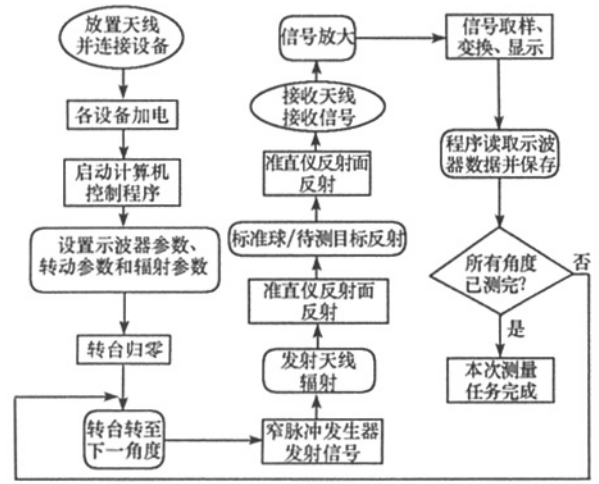 放置天线
并连接设备
各设备加电
启动计算机
控制程序
设置示波器参数、
转动参数和辐射参数
转台归零
转台转至
下一角度
窄脉冲发生器
发射信号
发射天线
辐射
准直仪反射面
反射
标准球/待测目标反射
准直仪反射面
反射
接收天线
接收信号
信号放大
信号取样、
变换、显示
程序读取示波
器数据并保存
所有角度
已测完?
否
是
本次测量
任务完成